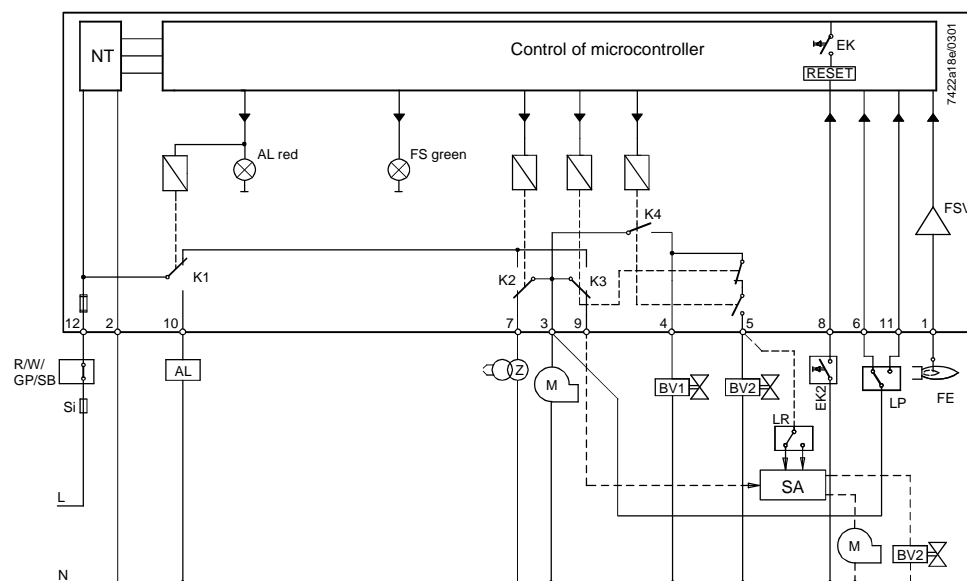 NT
Control of microcontroller
EK
RESET
7422a18e/0301
AL red
FS green
FSV
K4
K1
K2
K3
12
2
10
7
3
9
4
5
8
6
11
1
R/W/
GP/SB
AL
Z
M
BV1
BV2
EK2
LP
FE
Si
LR
SA
L
M
BV2
N